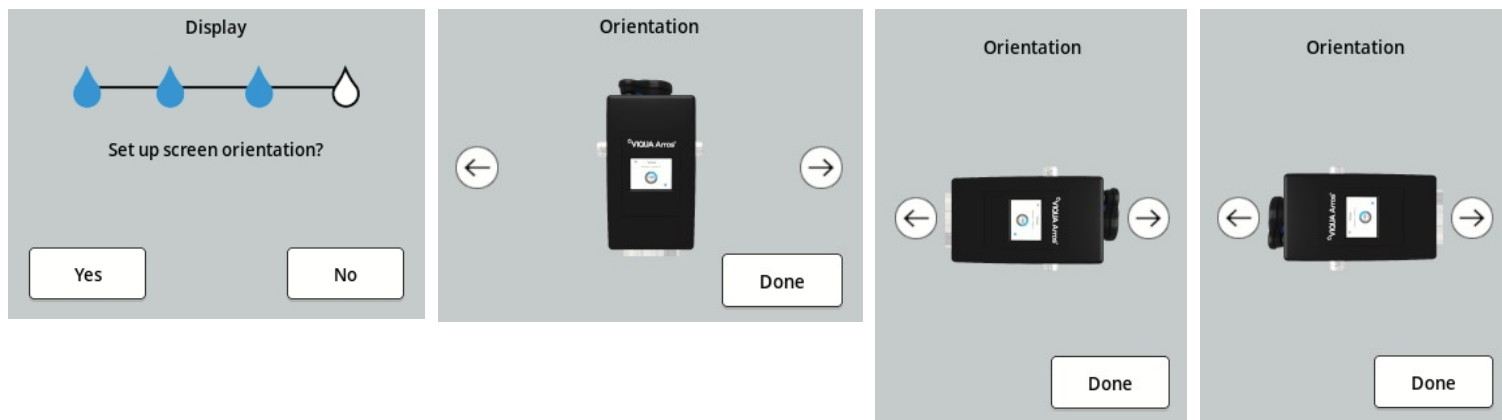 Display
Set up screen orientation?
Yes
No
Orientation
VIQUA Arros
Done
Orientation
VIQUA Arros
Done
Orientation
VIQUA Arros
Done